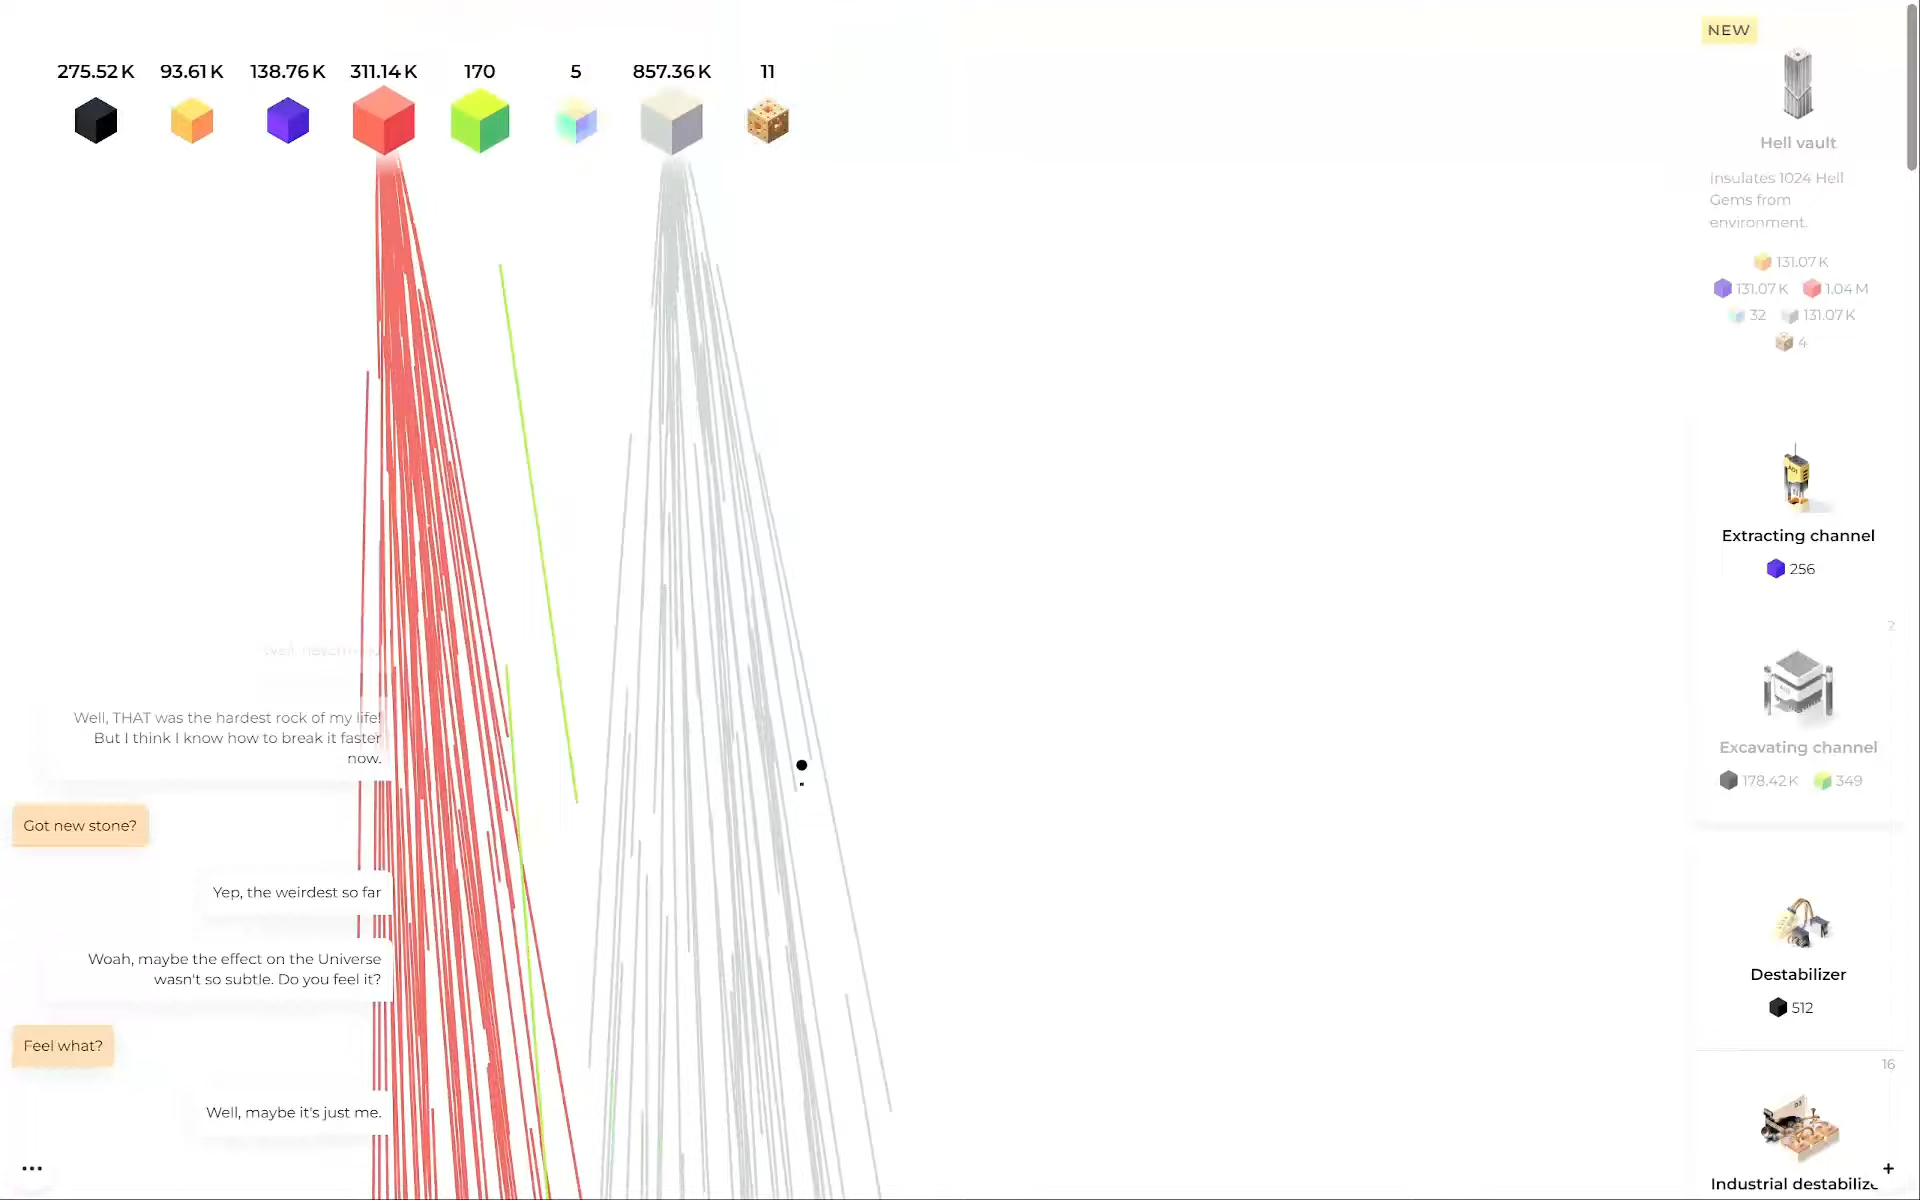 275.52 K 93.61 K 138.76 K 311.14 K 170 5 857.36 K 11
NEW
Hell vault
Insulates 1024 Hell
Gems from
environment.
131.07 K
131.07 K 1.04 M
32 131.07 K
4
Extracting channel
256
2
Excavating channel
178.42 K 349
Destabilizer
512
16
Industrial destabiliz
+
Well,
Well, THAT was the hardest rock of my life!
But I think I know how to break it faster
now.
Got new stone?
Yep, the weirdest so far
Woah, maybe the effect on the Universe
wasn't so subtle. Do you feel it?
Feel what?
Well, maybe it's just me.
...